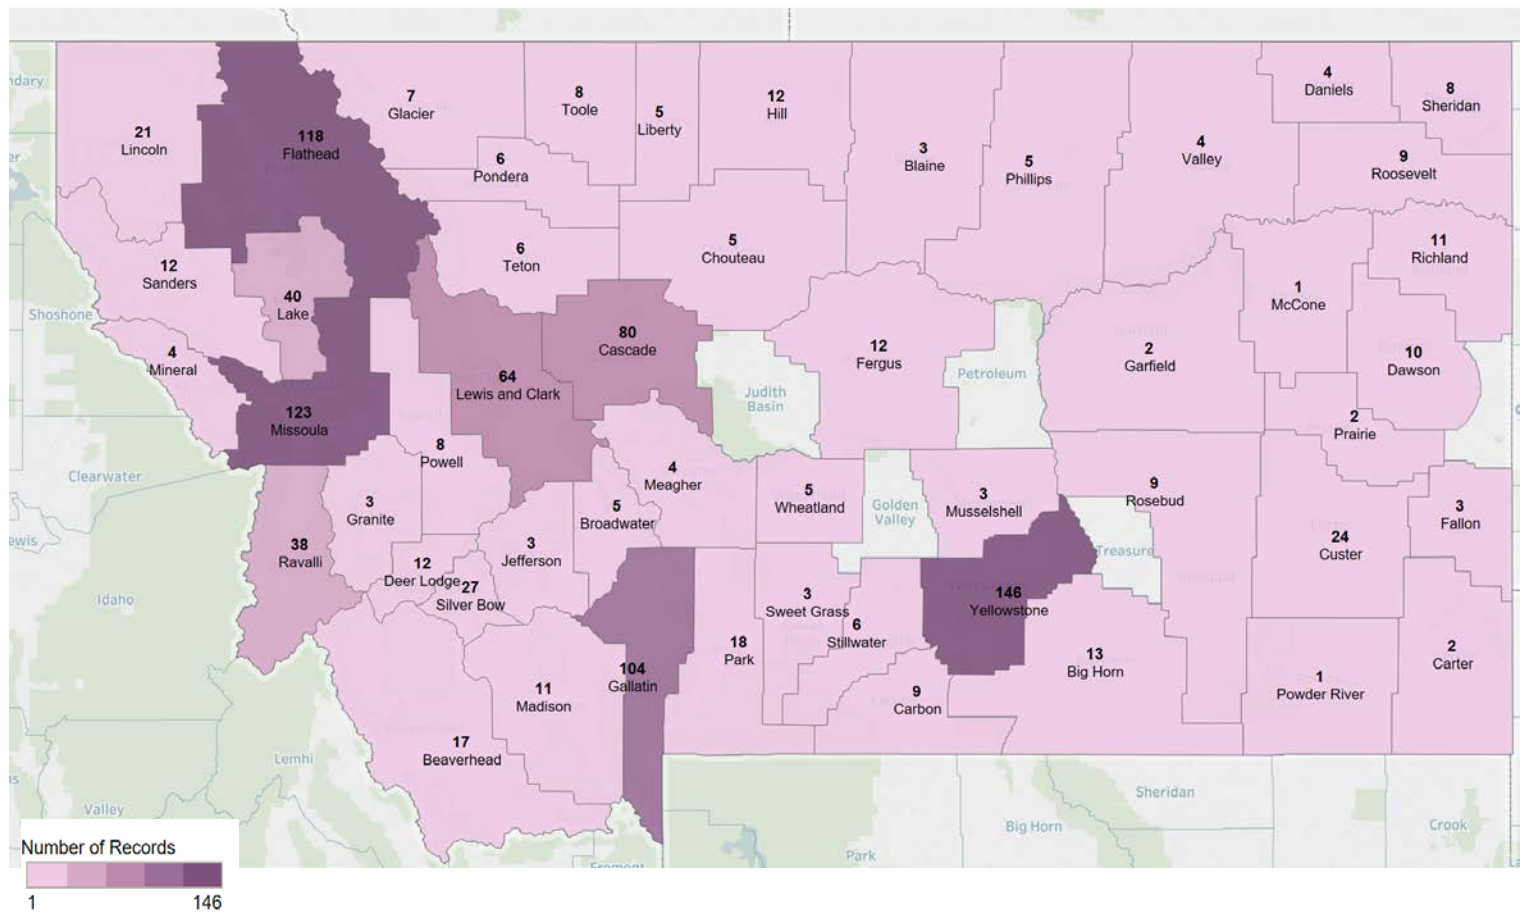 4
Daniels
8
Sheridan
7
Glacier
8
Toole
5
Liberty
12
Hill
21
Lincoln
118
Flathead
3
Blaine
5
Phillips
4
Valley
9
Roosevelt
6
Pondera
6
Teton
5
Chouteau
11
Richland
12
Sanders
40
Lake
1
McCone
Shoshone
4
Mineral
80
Cascade
64
Lewis and Clark
Judith
Basin
12
Fergus
Petroleum
2
Garfield
10
Dawson
123
Missoula
2
Prairie
8
Powell
Clearwater
4
Meagher
3
Granite
5
Broadwater
5
Wheatland
Golden
Valley
3
Musselshell
9
Rosebud
3
Fallon
24
Custer
38
Ravalli
3
Jefferson
12
Deer Lodge
27
Silver Bow
Treasure
Idaho
3
Sweet Grass
146
Yellowstone
6
Stillwater
18
Park
104
Gallatin
13
Big Horn
2
Carter
11
Madison
9
Carbon
1
Powder River
17
Beaverhead
Lemhi
Valley
Sheridan
Big Horn
Crook
Park
Fremont
Number of Records
1
146